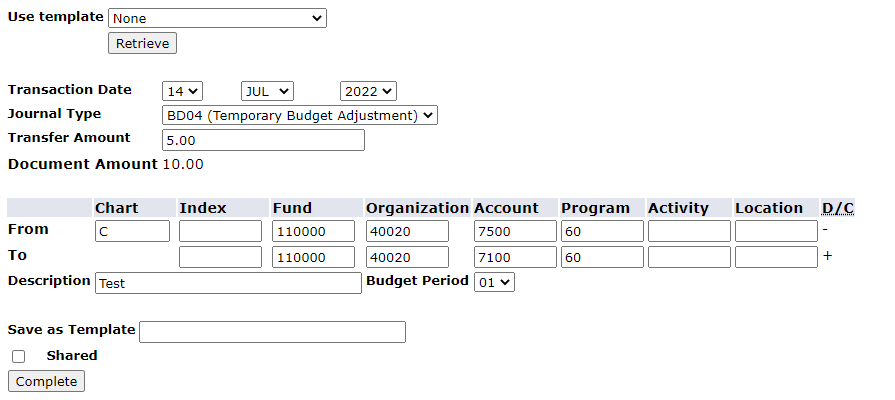 Use template None
Retrieve
Transaction Date 14 JUL 2022
Journal Type BD04 (Temporary Budget Adjustment)
Transfer Amount 5.00
Document Amount 10.00
Chart Index Fund Organization Account Program Activity Location D/C
From C 110000 40020 7500 60 -
To 110000 40020 7100 60 +
Description Test Budget Period 01
Save as Template
Shared
Complete